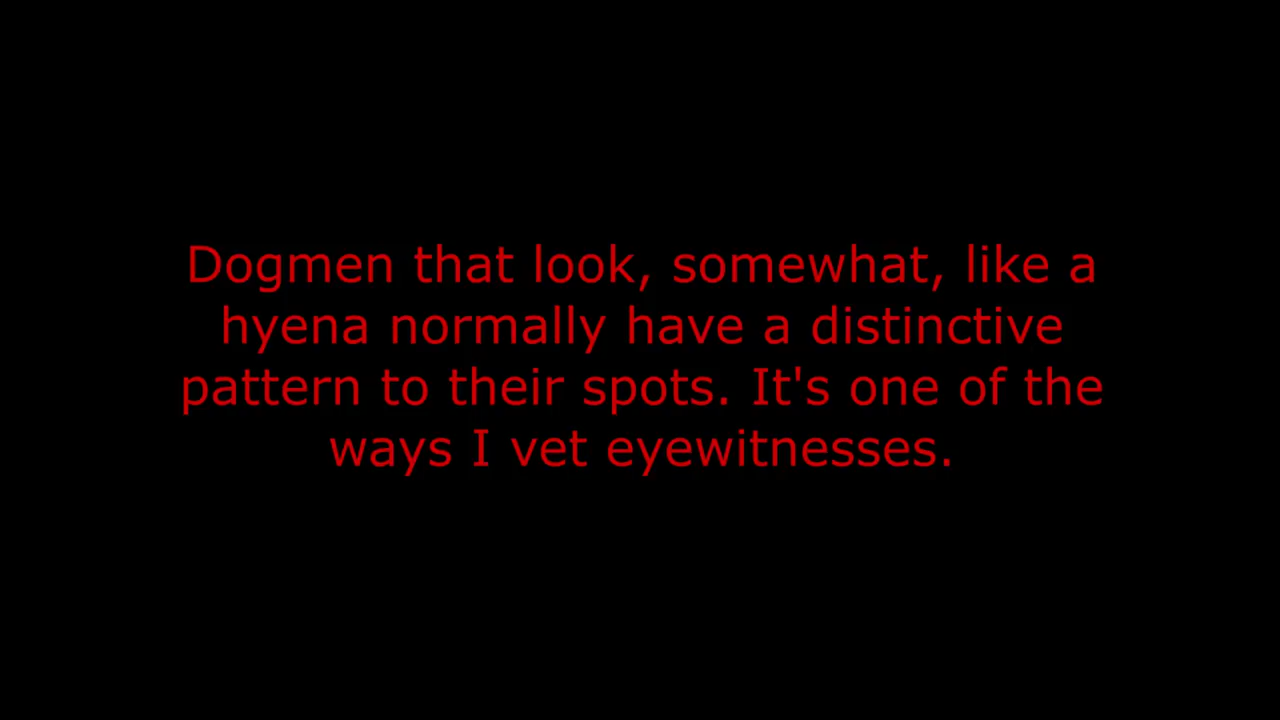 Dogmen that look, somewhat, like a
hyena normally have a distinctive
pattern to their spots. It's one of the
ways I vet eyewitnesses.